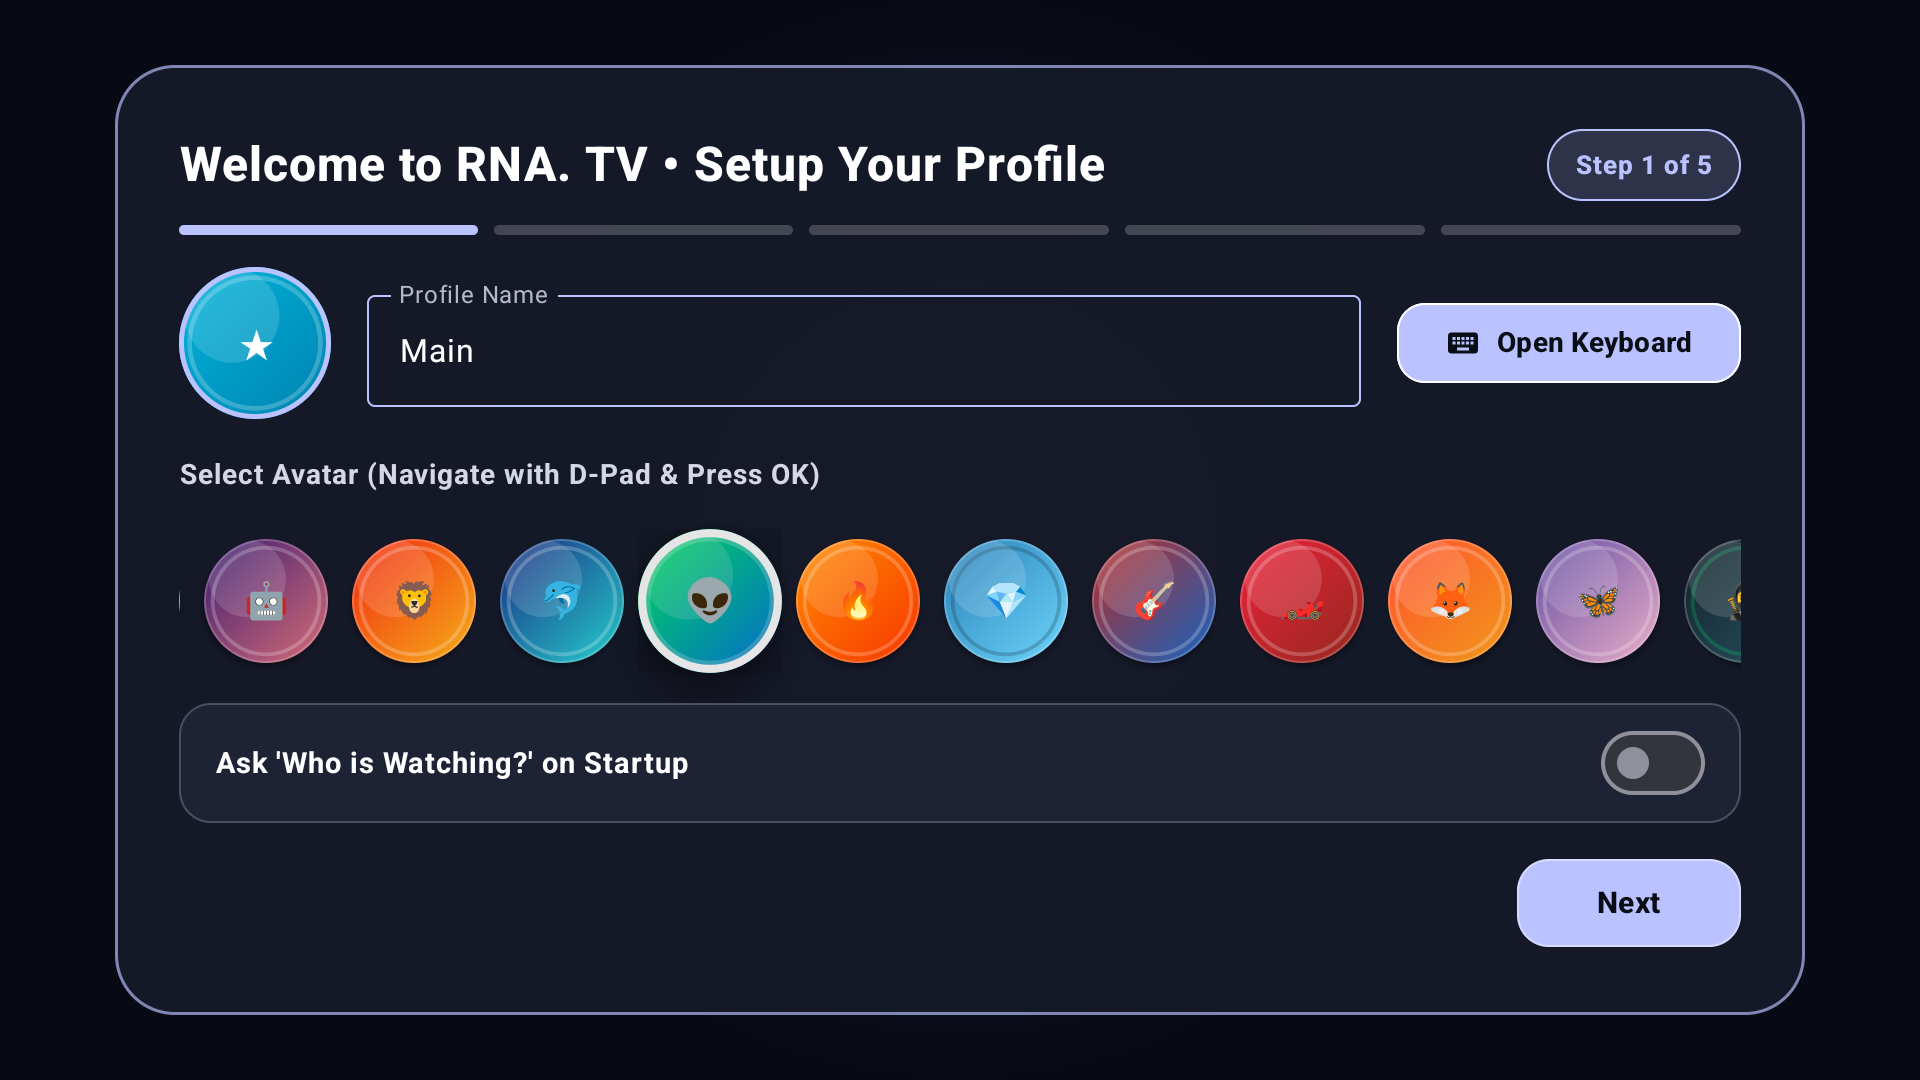 Welcome to RNA. TV • Setup Your Profile
Step 1 of 5
Profile Name
Main
Open Keyboard
Select Avatar (Navigate with D-Pad & Press OK)
Ask 'Who is Watching?' on Startup
Next